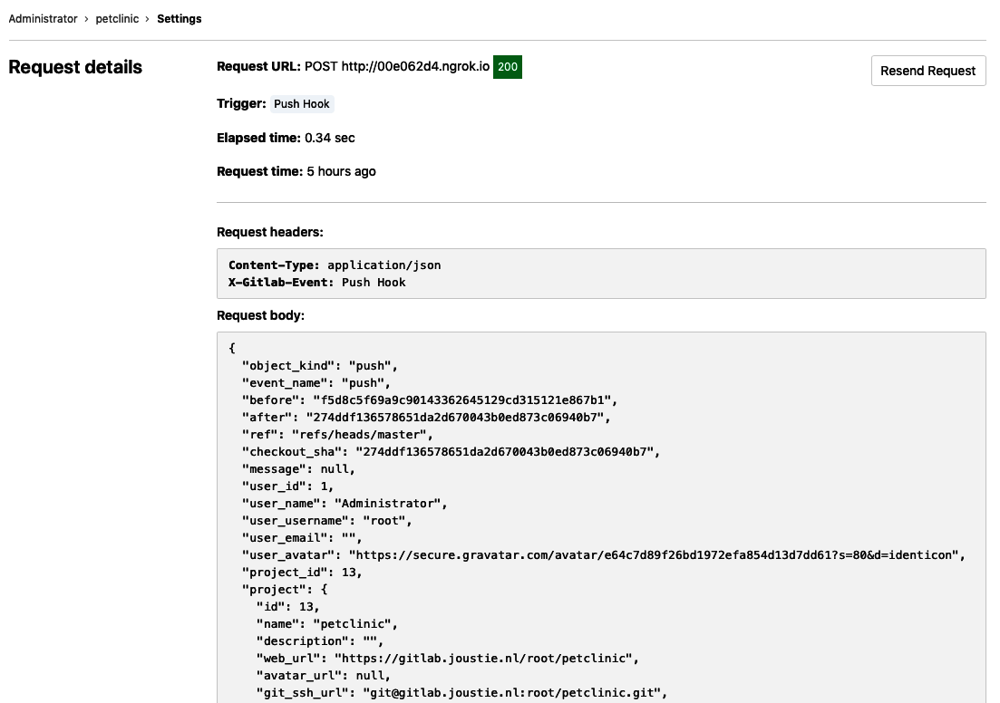 Administrator › petclinic › Settings
Request details
Request URL: POST http://00e062d4.ngrok.io 200
Resend Request
Trigger: Push Hook
Elapsed time: 0.34 sec
Request time: 5 hours ago
Request headers:
Content-Type: application/json
X-Gitlab-Event: Push Hook
Request body:
{
  "object_kind": "push",
  "event_name": "push",
  "before": "f5d8c5f69a9c90143362645129cd315121e867b1",
  "after": "274ddf136578651da2d670043b0ed873c06940b7",
  "ref": "refs/heads/master",
  "checkout_sha": "274ddf136578651da2d670043b0ed873c06940b7",
  "message": null,
  "user_id": 1,
  "user_name": "Administrator",
  "user_username": "root",
  "user_email": "",
  "user_avatar": "https://secure.gravatar.com/avatar/e64c7d89f26bd1972efa854d13d7dd61?s=80&d=identicon",
  "project_id": 13,
  "project": {
    "id": 13,
    "name": "petclinic",
    "description": "",
    "web_url": "https://gitlab.joustie.nl/root/petclinic",
    "avatar_url": null,
    "git_ssh_url": "git@gitlab.joustie.nl:root/petclinic.git",